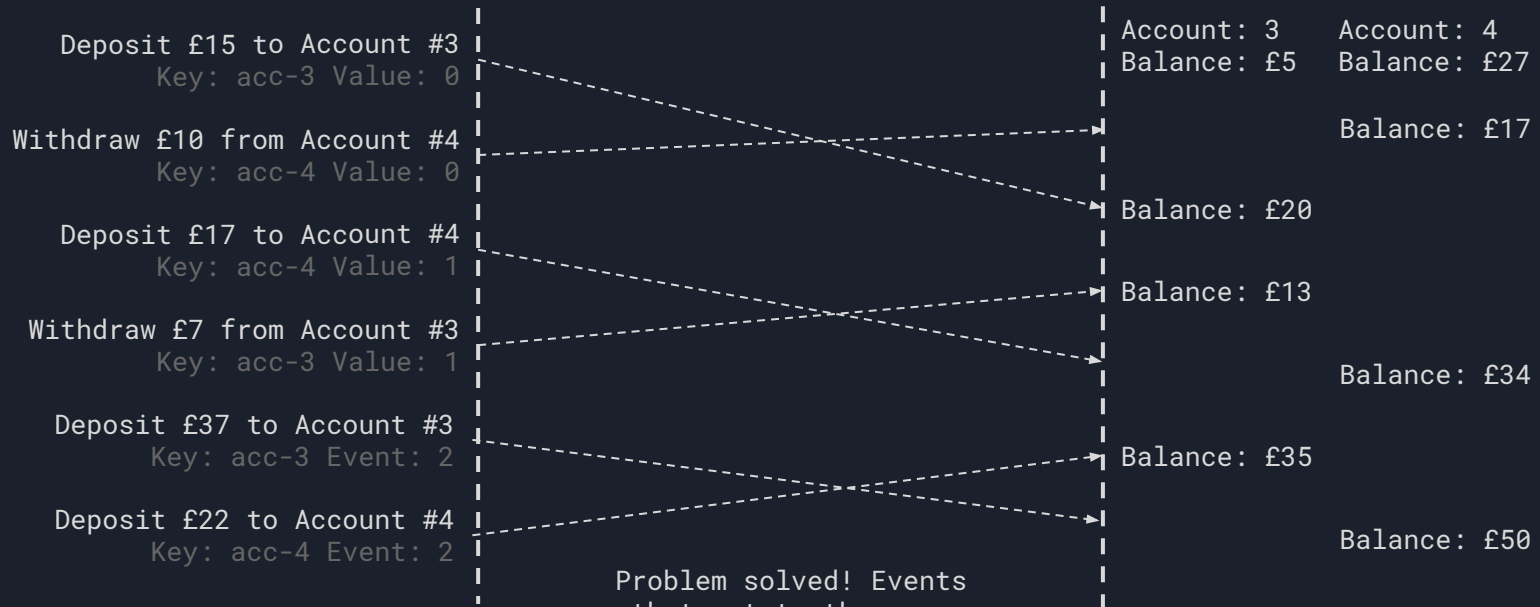 Deposit £15 to Account #3
Key: acc-3 Value: 0
Withdraw £10 from Account #4
Key: acc-4 Value: 0
Deposit £17 to Account #4
Key: acc-4 Value: 1
Withdraw £7 from Account #3
Key: acc-3 Value: 1
Deposit £37 to Account #3
Key: acc-3 Event: 2
Deposit £22 to Account #4
Key: acc-4 Event: 2
Problem solved! Events
Account: 3
Balance: £5
Account: 4
Balance: £27
Balance: £17
Balance: £20
Balance: £13
Balance: £34
Balance: £35
Balance: £50